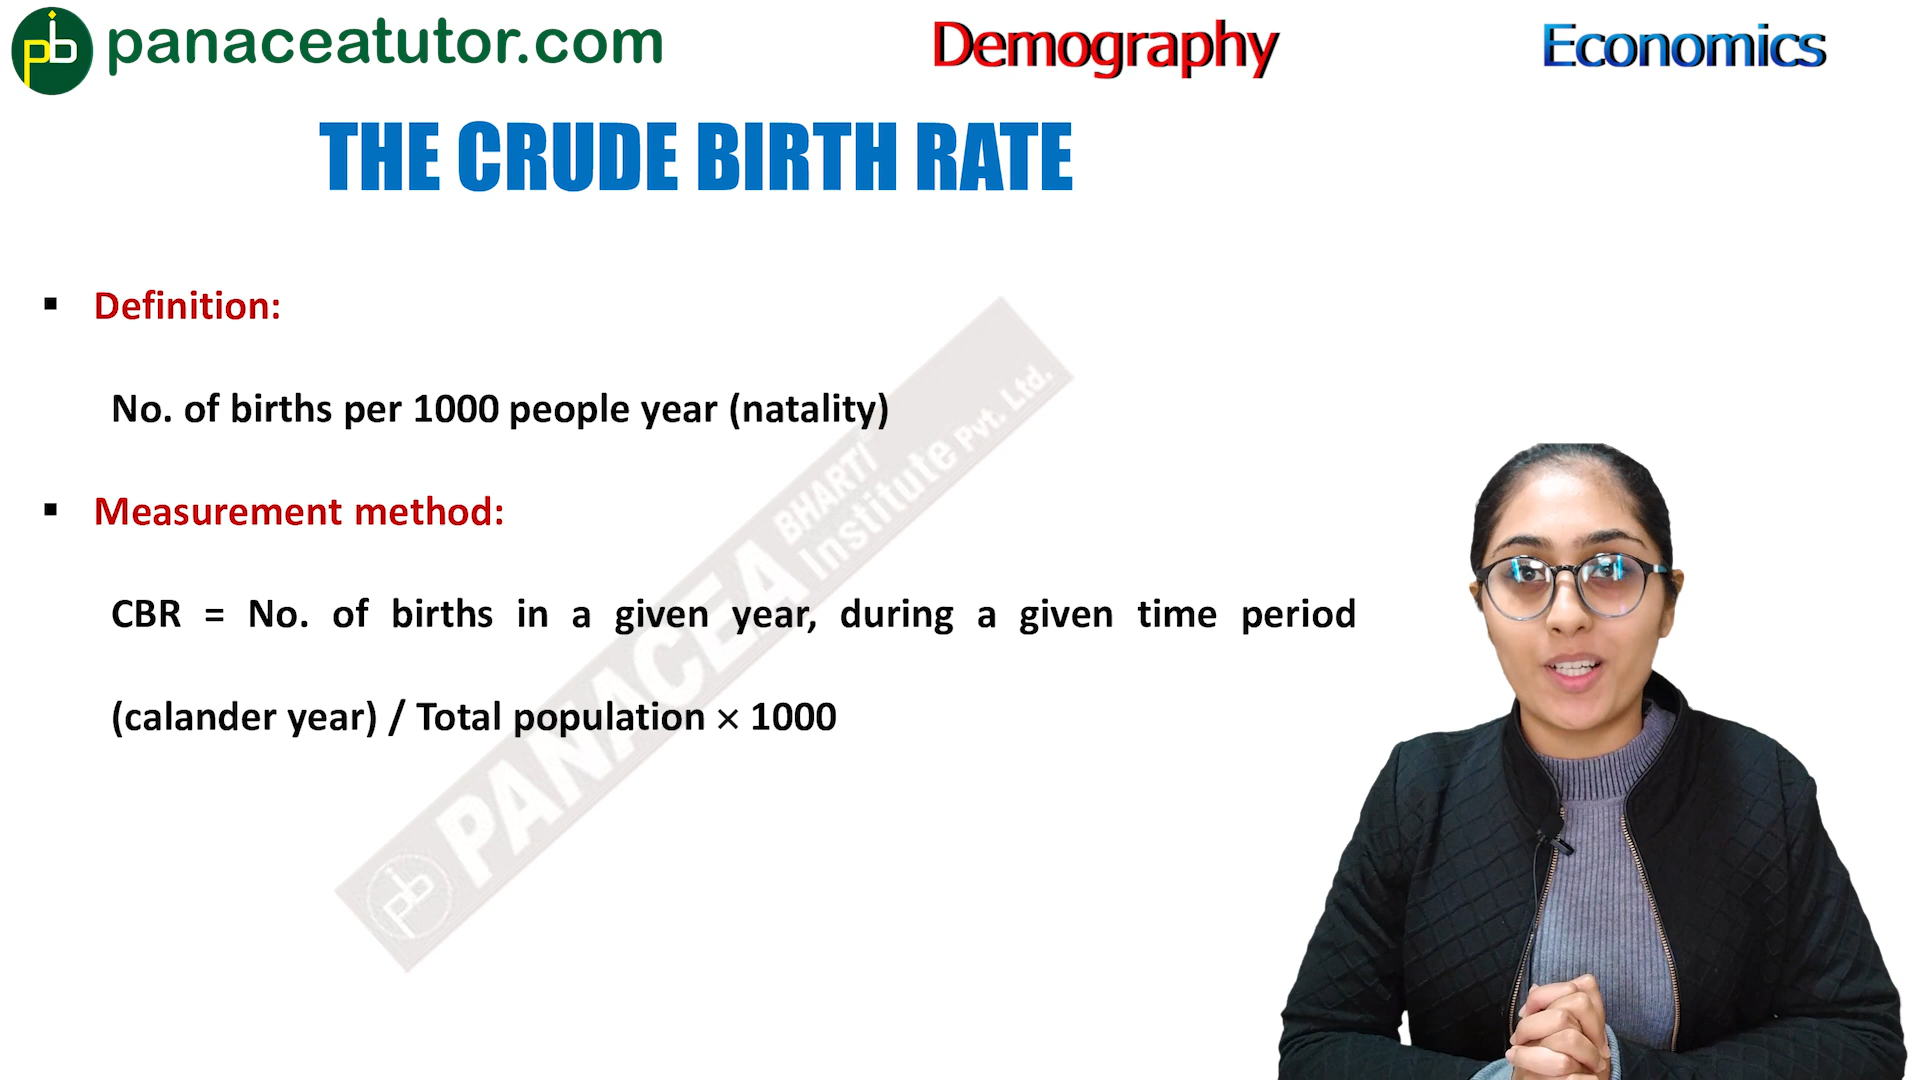 panaceatutor.com
Demography
Economics
THE CRUDE BIRTH RATE
▪ Definition:
No. of births per 1000 people year (natality)
▪ Measurement method:
CBR = No. of births in a given year, during a given time period
(calander year) / Total population × 1000
PANACEA BHARTI Institute Pvt. Ltd.
pb
pb